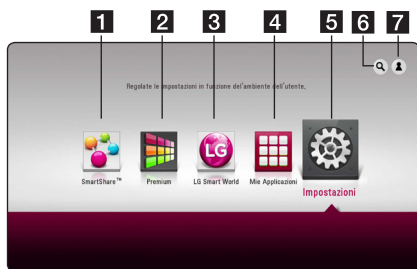 1 2 3 4 5 6 7
Regolate le impostazioni in funzione dell'ambiente dell'utente.
LG
SmartShare™ Premium LG Smart World Mie Applicazioni Impostazioni